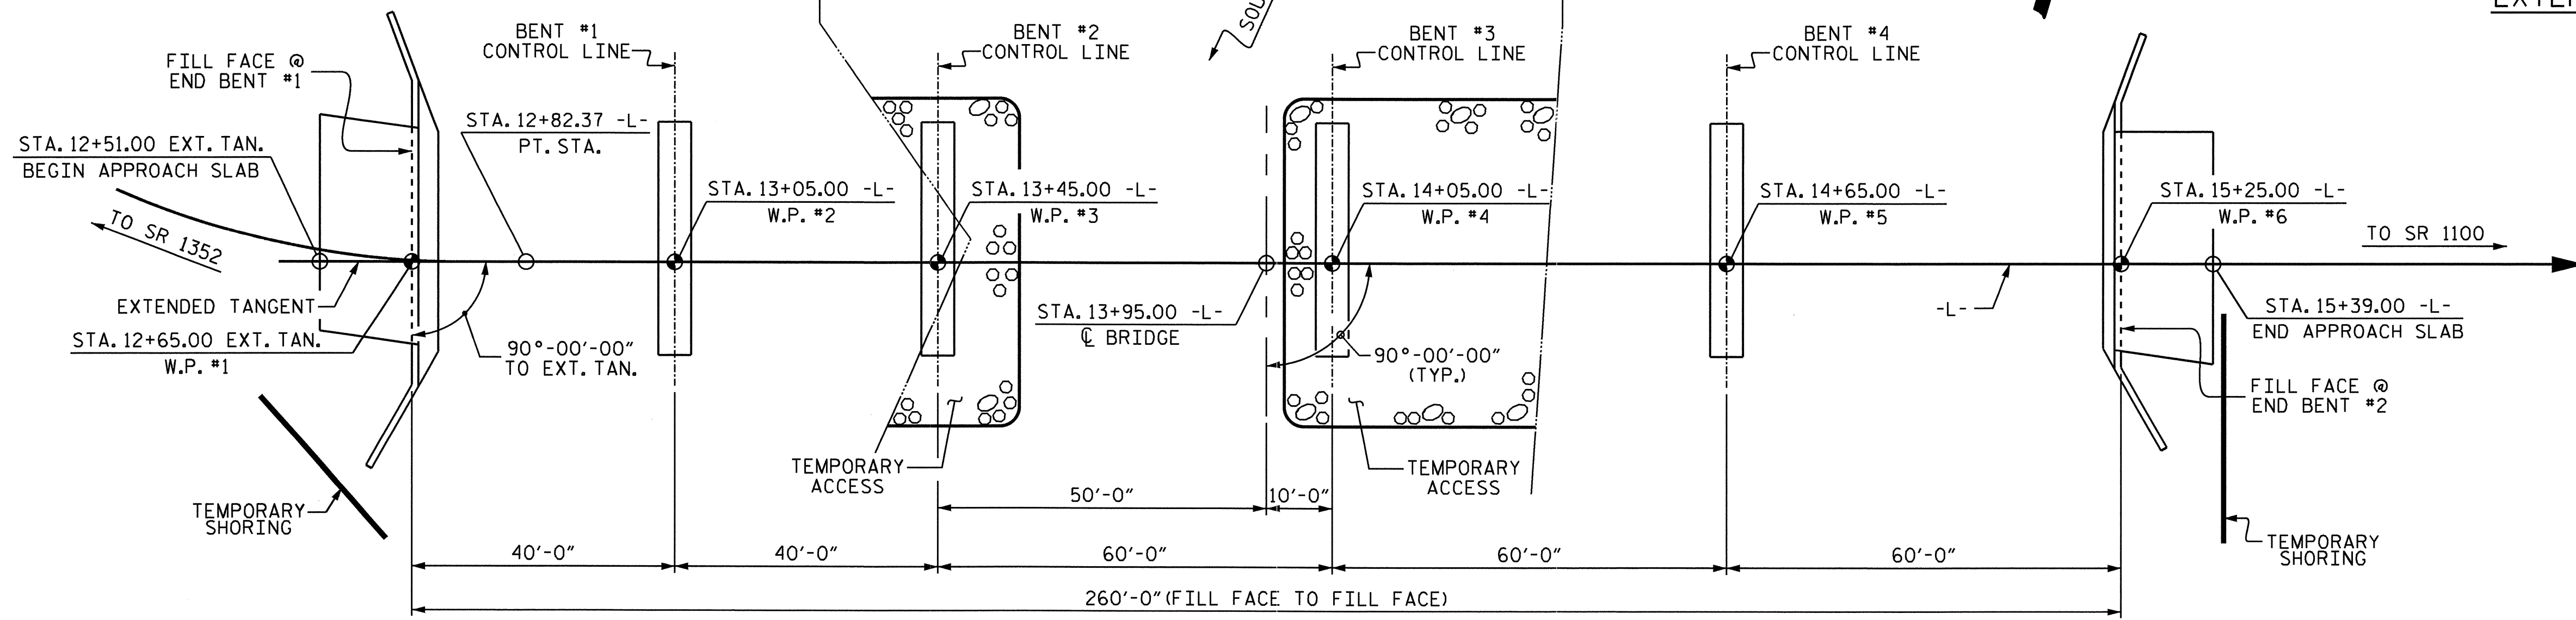 EXTE
SOU
BENT #1
CONTROL LINE
BENT #2
CONTROL LINE
BENT #3
CONTROL LINE
BENT #4
CONTROL LINE
FILL FACE @
END BENT #1
STA. 12+51.00 EXT. TAN.
BEGIN APPROACH SLAB
STA. 12+82.37 -L-
PT. STA.
STA. 13+05.00 -L-
W.P. #2
STA. 13+45.00 -L-
W.P. #3
STA. 14+05.00 -L-
W.P. #4
STA. 14+65.00 -L-
W.P. #5
STA. 15+25.00 -L-
W.P. #6
TO SR 1352
TO SR 1100
EXTENDED TANGENT
STA. 12+65.00 EXT. TAN.
W.P. #1
90°-00'-00"
TO EXT. TAN.
STA. 13+95.00 -L-
℄ BRIDGE
90°-00'-00"
(TYP.)
-L-
STA. 15+39.00 -L-
END APPROACH SLAB
FILL FACE @
END BENT #2
TEMPORARY
SHORING
TEMPORARY
ACCESS
TEMPORARY
ACCESS
TEMPORARY
SHORING
50'-0"
10'-0"
40'-0"
40'-0"
60'-0"
60'-0"
60'-0"
260'-0" (FILL FACE TO FILL FACE)